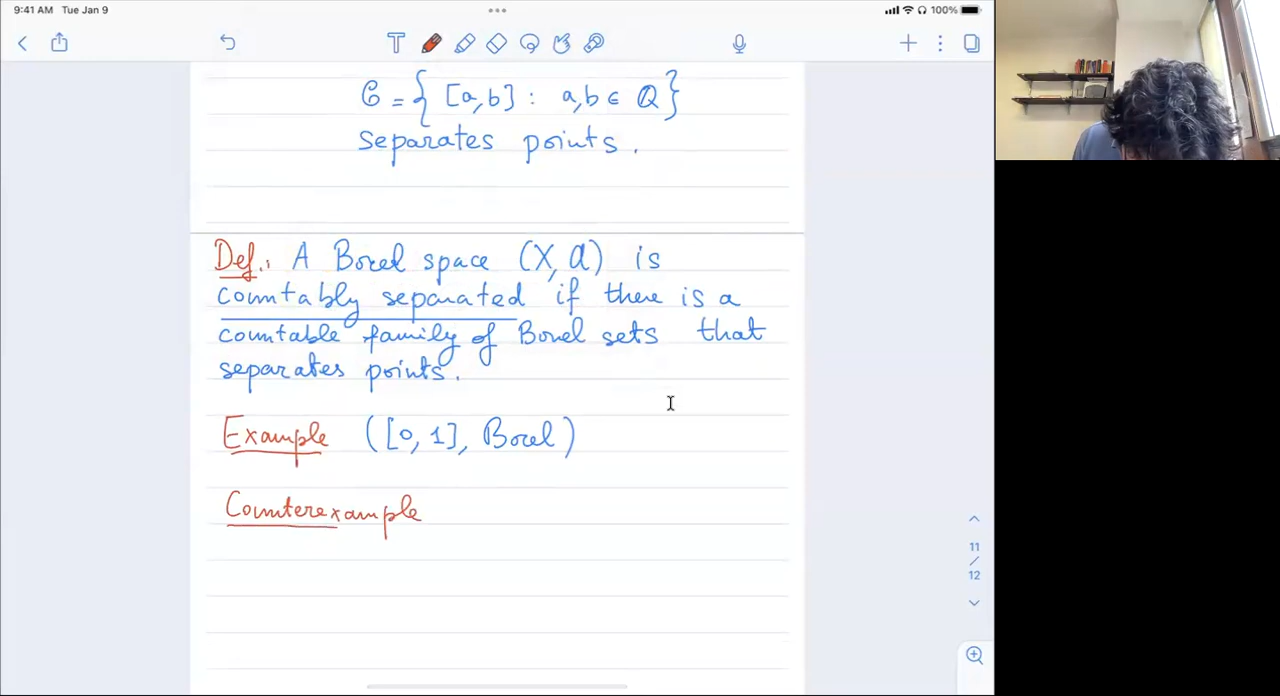 9:41 AM Tue Jan 9
100%
𝒞 = { [a,b] : a,b ∈ ℚ }
separates points.
Def.: A Borel space (X, 𝒜) is
countably separated if there is a
countable family of Borel sets that
separates points.
Example ([0, 1], Borel)
Counterexample
11
/
12